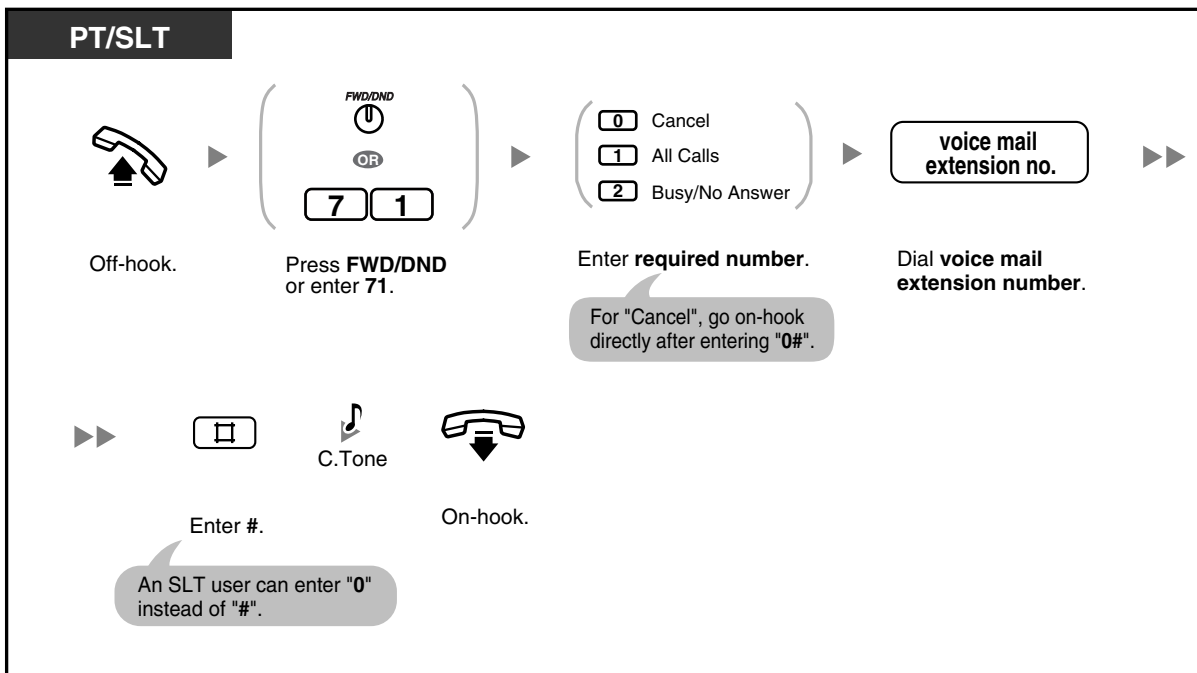 PT/SLT
FWD/DND
OR
7 1
0 Cancel
1 All Calls
2 Busy/No Answer
voice mail
extension no.
Off-hook.
Press FWD/DND
or enter 71.
Enter required number.
For "Cancel", go on-hook
directly after entering "0#".
Dial voice mail
extension number.
#
C.Tone
Enter #.
On-hook.
An SLT user can enter "0"
instead of "#".